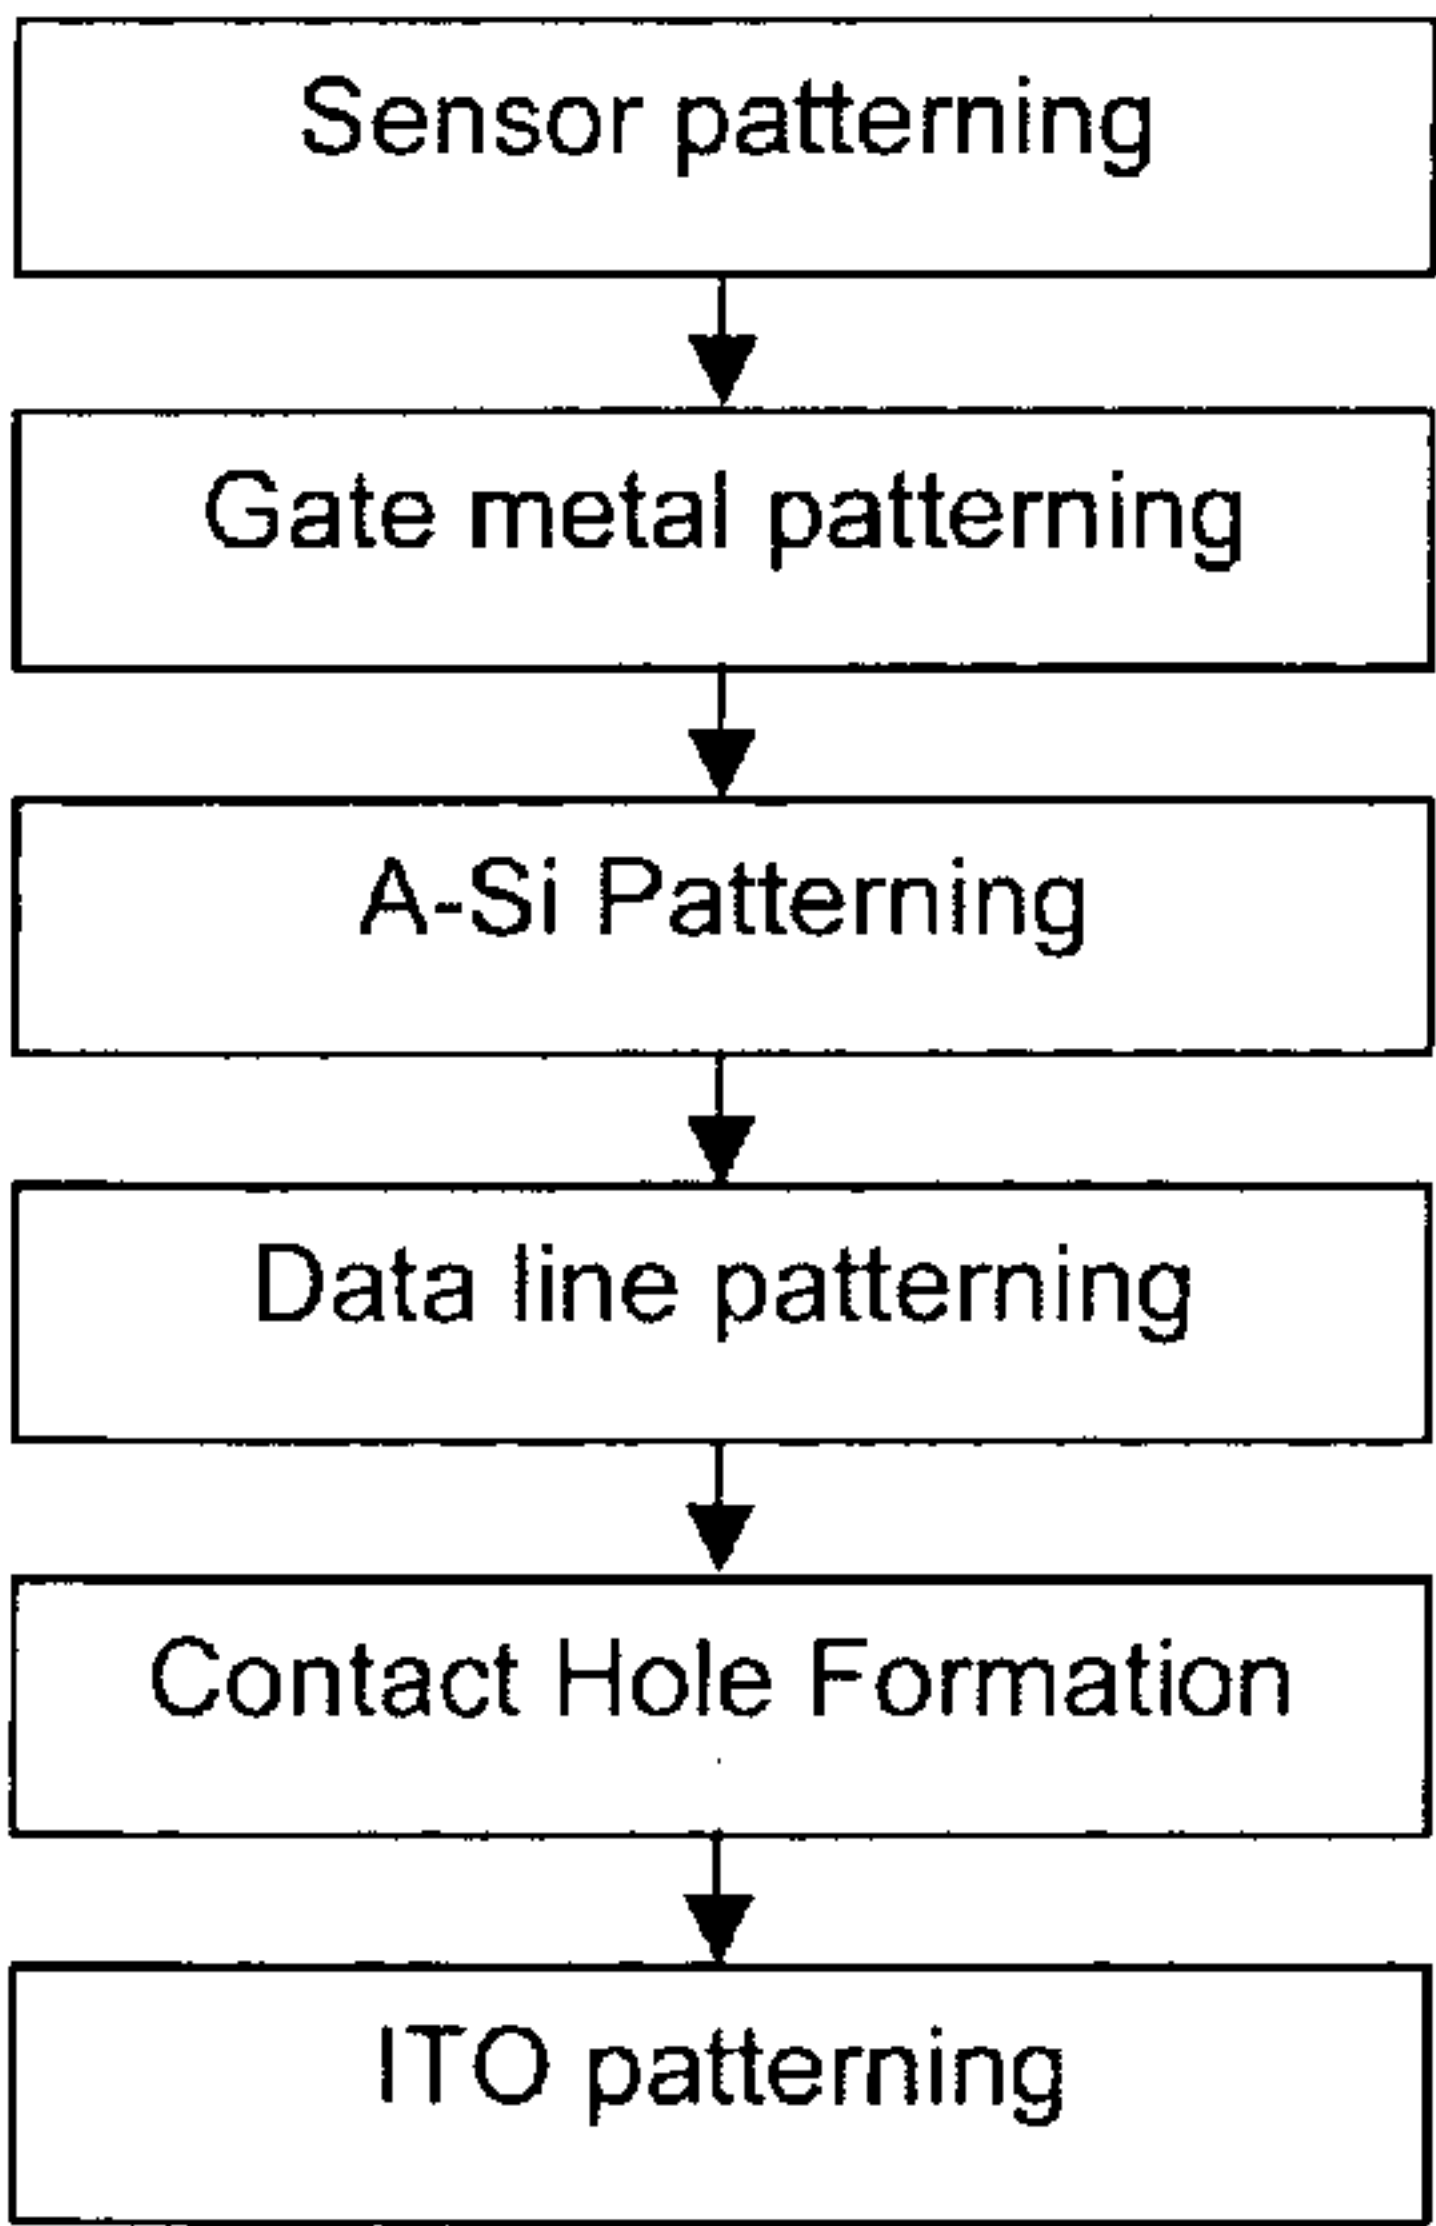 Sensor patterning
Gate metal patterning
A-Si Patterning
Data line patterning
Contact Hole Formation
ITO patterning